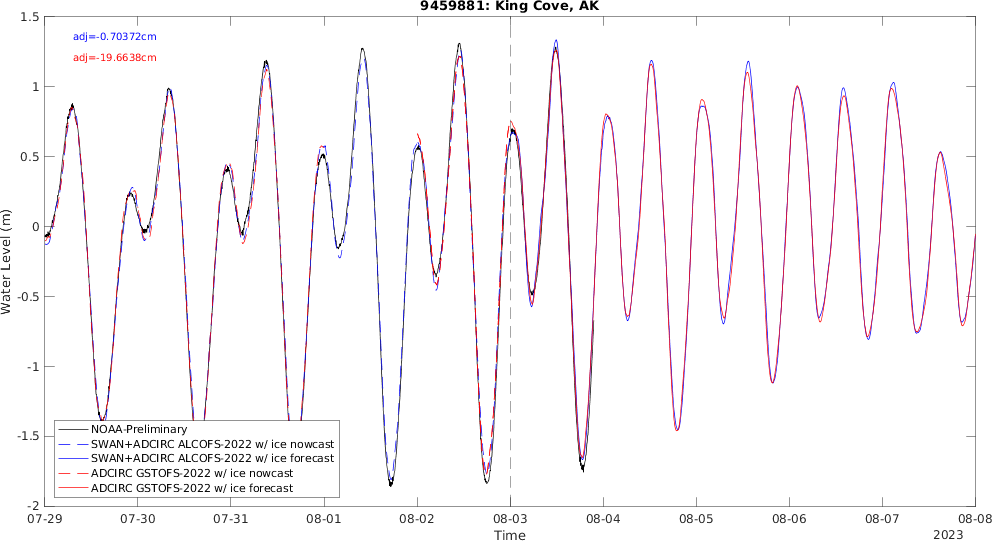 9459881: King Cove, AK
adj=-0.70372cm
adj=-19.6638cm
1.5
1
0.5
0
-0.5
-1
-1.5
-2
Water Level (m)
NOAA-Preliminary
SWAN+ADCIRC ALCOFS-2022 w/ ice nowcast
SWAN+ADCIRC ALCOFS-2022 w/ ice forecast
ADCIRC GSTOFS-2022 w/ ice nowcast
ADCIRC GSTOFS-2022 w/ ice forecast
07-29 07-30 07-31 08-01 08-02 08-03 08-04 08-05 08-06 08-07 08-08
Time
2023